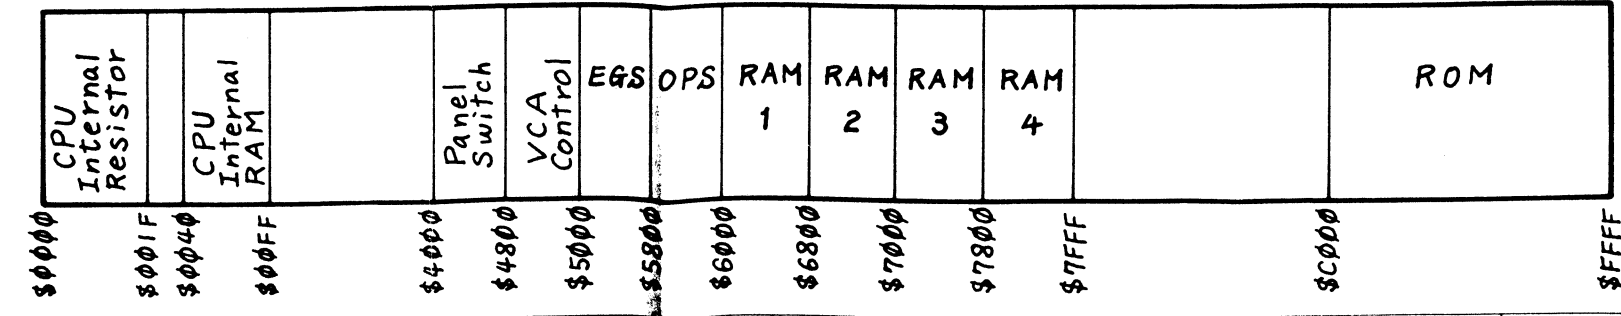 CPU
Internal
Resistor
CPU
Internal
RAM
Panel
Switch
VCA
Control
EGS
OPS
RAM
1
RAM
2
RAM
3
RAM
4
ROM
$0000
$001F
$0040
$00FF
$4000
$4800
$5000
$5800
$6000
$6800
$7000
$7800
$7FFF
$C000
$FFFF